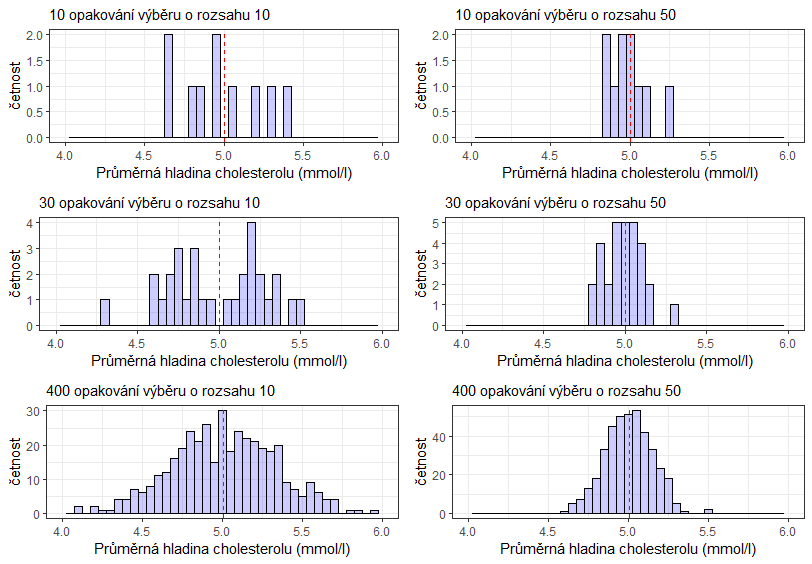 10 opakování výběru o rozsahu 10
2.0
1.5
1.0
0.5
0.0
četnost
4.0 4.5 5.0 5.5 6.0
Průměrná hladina cholesterolu (mmol/l)
10 opakování výběru o rozsahu 50
2.0
1.5
1.0
0.5
0.0
četnost
4.0 4.5 5.0 5.5 6.0
Průměrná hladina cholesterolu (mmol/l)
30 opakování výběru o rozsahu 10
4
3
2
1
0
četnost
4.0 4.5 5.0 5.5 6.0
Průměrná hladina cholesterolu (mmol/l)
30 opakování výběru o rozsahu 50
5
4
3
2
1
0
četnost
4.0 4.5 5.0 5.5 6.0
Průměrná hladina cholesterolu (mmol/l)
400 opakování výběru o rozsahu 10
30
20
10
0
četnost
4.0 4.5 5.0 5.5 6.0
Průměrná hladina cholesterolu (mmol/l)
400 opakování výběru o rozsahu 50
40
20
0
četnost
4.0 4.5 5.0 5.5 6.0
Průměrná hladina cholesterolu (mmol/l)